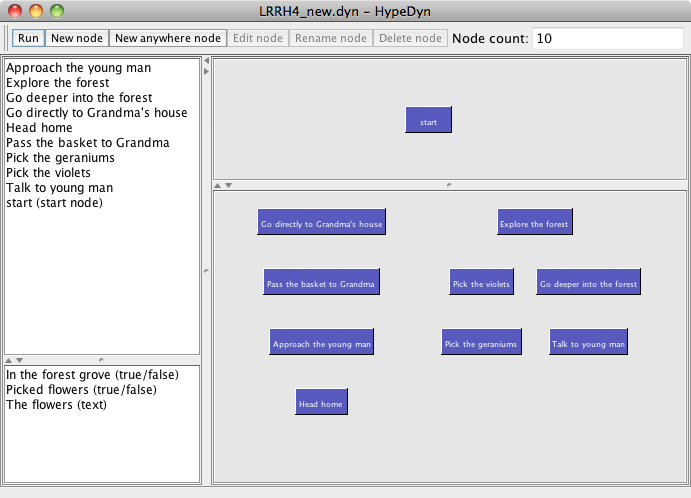 LRRH4_new.dyn – HypeDyn
Run New node New anywhere node Edit node Rename node Delete node Node count: 10
Approach the young man
Explore the forest
Go deeper into the forest
Go directly to Grandma's house
Head home
Pass the basket to Grandma
Pick the geraniums
Pick the violets
Talk to young man
start (start node)
In the forest grove (true/false)
Picked flowers (true/false)
The flowers (text)
start
Go directly to Grandma's house Explore the forest
Pass the basket to Grandma Pick the violets Go deeper into the forest
Approach the young man Pick the geraniums Talk to young man
Head home